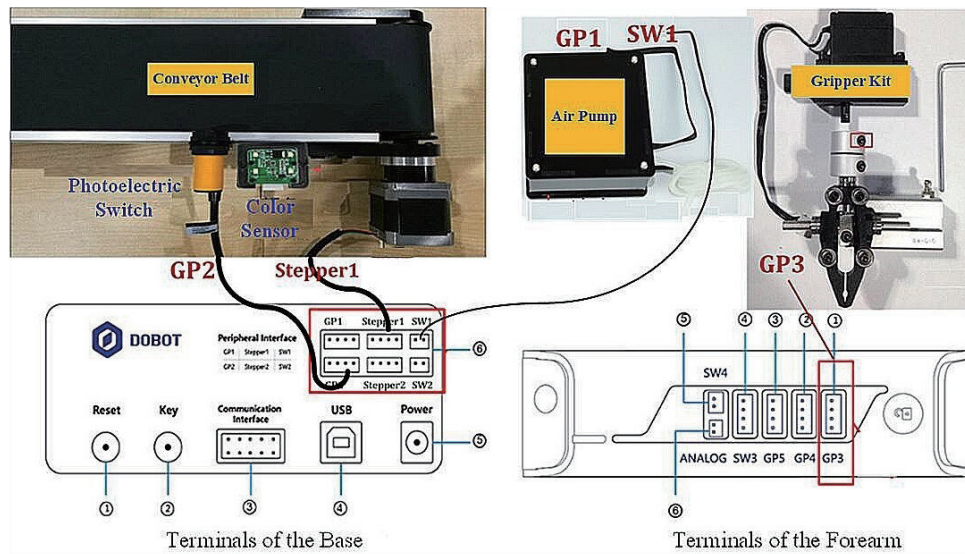 GP1
SW1
Conveyor Belt
Air Pump
Gripper Kit
Photoelectric
Switch
Color
Sensor
GP2
Stepper1
GP3
DOBOT
Peripheral Interface
GP1 Stepper1 SW1
GP2 Stepper2 SW2
GP1 Stepper1 SW1
Stepper2 SW2
⑥
Reset Key Communication Interface USB Power
⑤
① ② ③ ④
Terminals of the Base
⑤ ④ ③ ② ①
SW4
⑥
ANALOG SW3 GP5 GP4 GP3
Terminals of the Forearm